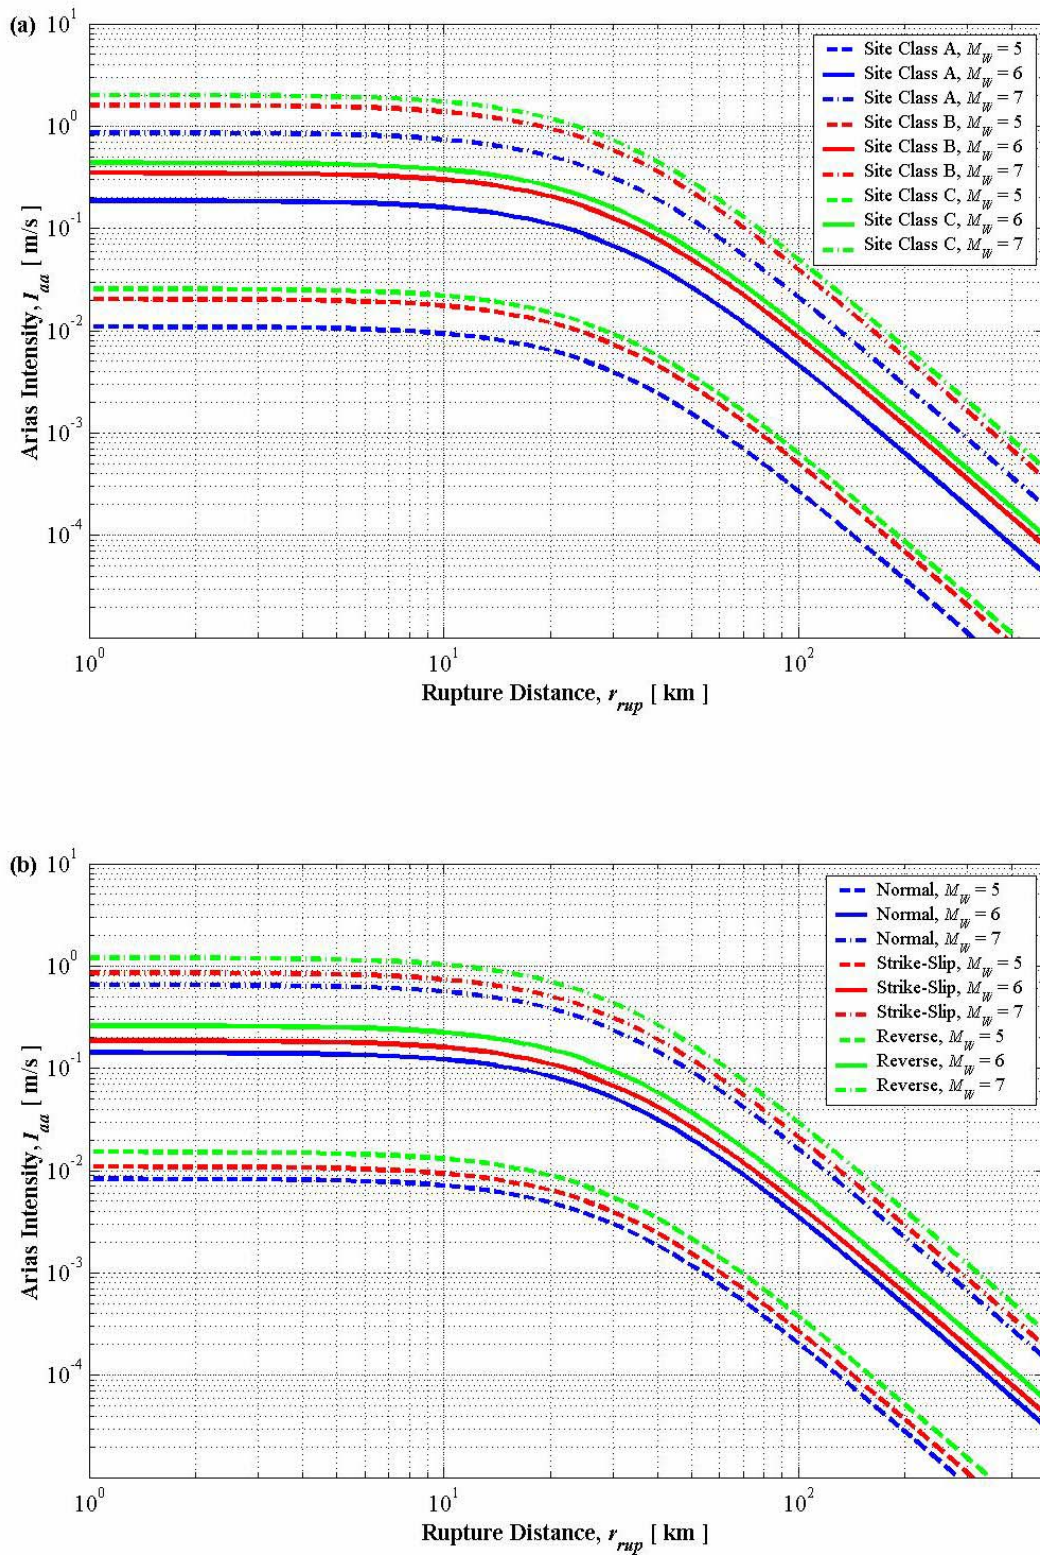 (a)
10^1
10^0
10^-1
10^-2
10^-3
10^-4
Arias Intensity, I_aa [ m/s ]
Site Class A, M_W = 5
Site Class A, M_W = 6
Site Class A, M_W = 7
Site Class B, M_W = 5
Site Class B, M_W = 6
Site Class B, M_W = 7
Site Class C, M_W = 5
Site Class C, M_W = 6
Site Class C, M_W = 7
10^0 10^1 10^2
Rupture Distance, r_rup [ km ]
(b)
10^1
10^0
10^-1
10^-2
10^-3
10^-4
Arias Intensity, I_aa [ m/s ]
Normal, M_W = 5
Normal, M_W = 6
Normal, M_W = 7
Strike-Slip, M_W = 5
Strike-Slip, M_W = 6
Strike-Slip, M_W = 7
Reverse, M_W = 5
Reverse, M_W = 6
Reverse, M_W = 7
10^0 10^1 10^2
Rupture Distance, r_rup [ km ]